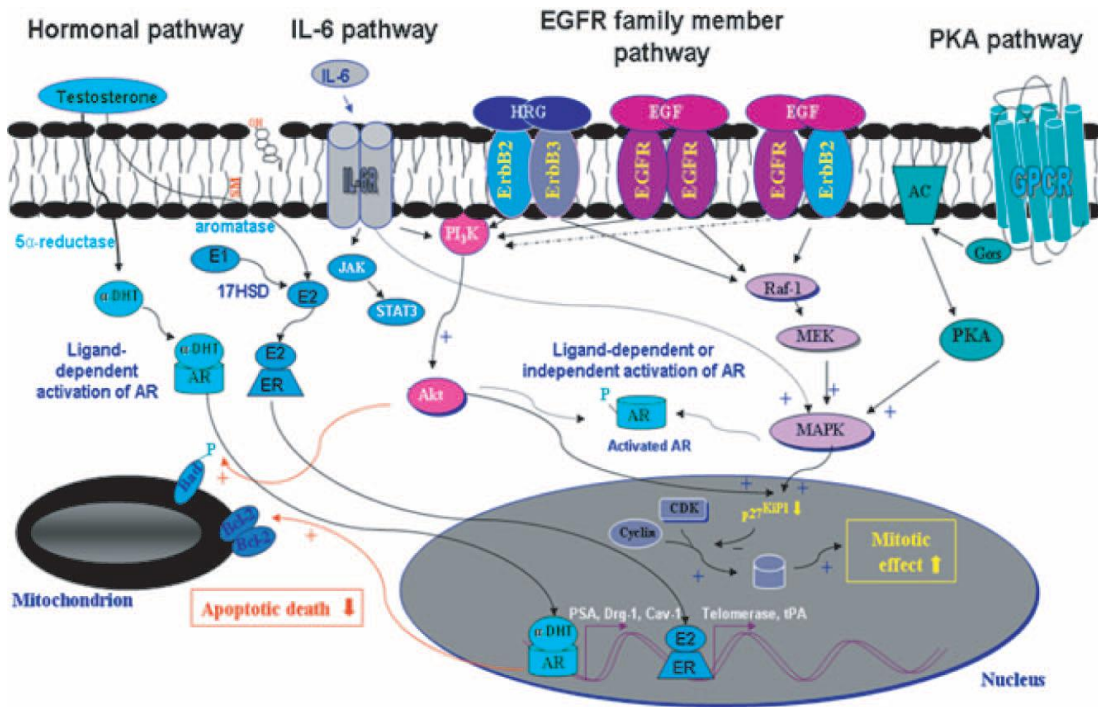 Hormonal pathway
IL-6 pathway
EGFR family member
pathway
PKA pathway
Testosterone
IL-6
HRG
EGF
EGF
OH
SM
IL-6R
ErbB2
ErbB3
EGFR
EGFR
EGFR
ErbB2
AC
GPCR
5α-reductase
aromatase
PI3K
Gαs
E1
17HSD
E2
JAK
STAT3
Raf-1
MEK
PKA
α-DHT
Ligand-
dependent
activation of AR
α-DHT
AR
E2
ER
+
Akt
Ligand-dependent or
independent activation of AR
P
AR
Activated AR
+
+
+
MAPK
P
Bad
+
Bcl-2
Bcl-2
+
Mitochondrion
Apoptotic death ⬇
+
+
CDK
p27KiP1 ⬇
Cyclin
–
+
+
Mitotic
effect ⬆
PSA, Drg-1, Cav-1
Telomerase, tPA
α-DHT
AR
E2
ER
Nucleus